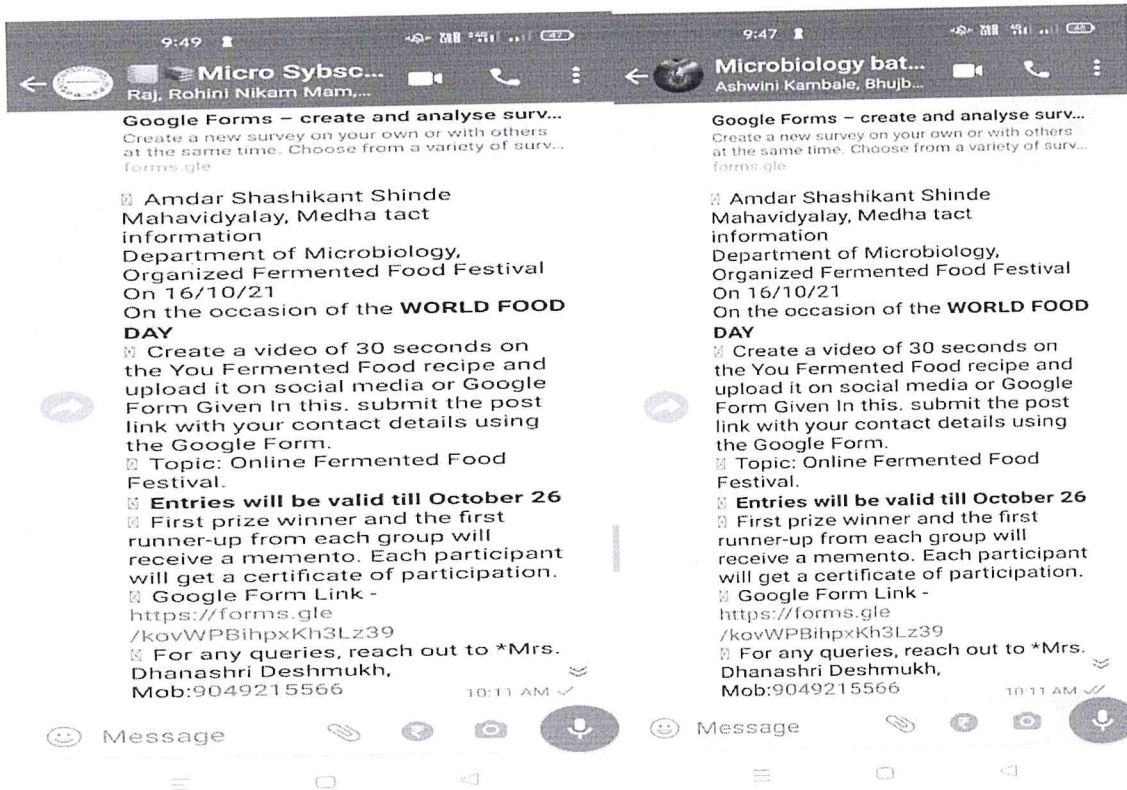 9:49
47
Micro Sybsc...
Raj, Rohini Nikam Mam,...
Google Forms – create and analyse surv...
Create a new survey on your own or with others
at the same time. Choose from a variety of surv...
forms.gle
Amdar Shashikant Shinde
Mahavidyalay, Medha tact
information
Department of Microbiology,
Organized Fermented Food Festival
On 16/10/21
On the occasion of the WORLD FOOD
DAY
Create a video of 30 seconds on
the You Fermented Food recipe and
upload it on social media or Google
Form Given In this. submit the post
link with your contact details using
the Google Form.
Topic: Online Fermented Food
Festival.
Entries will be valid till October 26
First prize winner and the first
runner-up from each group will
receive a memento. Each participant
will get a certificate of participation.
Google Form Link -
https://forms.gle
/kovWPBihpxKh3Lz39
For any queries, reach out to *Mrs.
Dhanashri Deshmukh,
Mob:9049215566
10:11 AM
Message
9:47
48
Microbiology bat...
Ashwini Kambale, Bhujb...
Google Forms – create and analyse surv...
Create a new survey on your own or with others
at the same time. Choose from a variety of surv...
forms.gle
Amdar Shashikant Shinde
Mahavidyalay, Medha tact
information
Department of Microbiology,
Organized Fermented Food Festival
On 16/10/21
On the occasion of the WORLD FOOD
DAY
Create a video of 30 seconds on
the You Fermented Food recipe and
upload it on social media or Google
Form Given In this. submit the post
link with your contact details using
the Google Form.
Topic: Online Fermented Food
Festival.
Entries will be valid till October 26
First prize winner and the first
runner-up from each group will
receive a memento. Each participant
will get a certificate of participation.
Google Form Link -
https://forms.gle
/kovWPBihpxKh3Lz39
For any queries, reach out to *Mrs.
Dhanashri Deshmukh,
Mob:9049215566
10:11 AM
Message